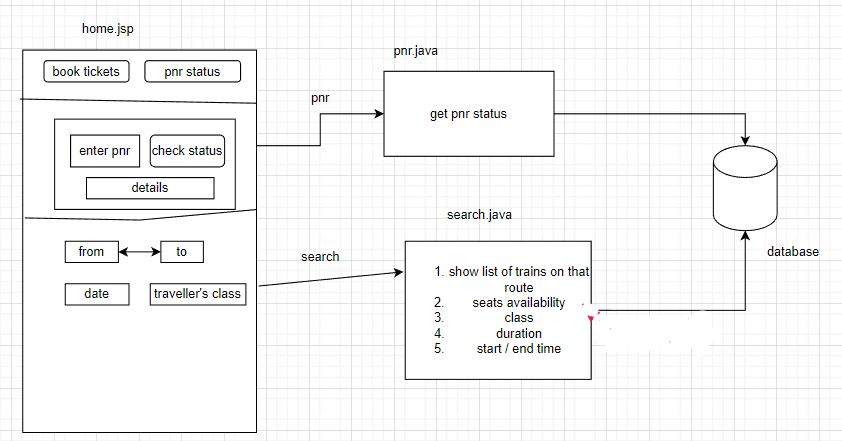 home.jsp
book tickets
pnr status
enter pnr
check status
details
from
to
date
traveller's class
pnr
pnr.java
get pnr status
search
search.java
1. show list of trains on that
route
2. seats availability
3. class
4. duration
5. start / end time
database